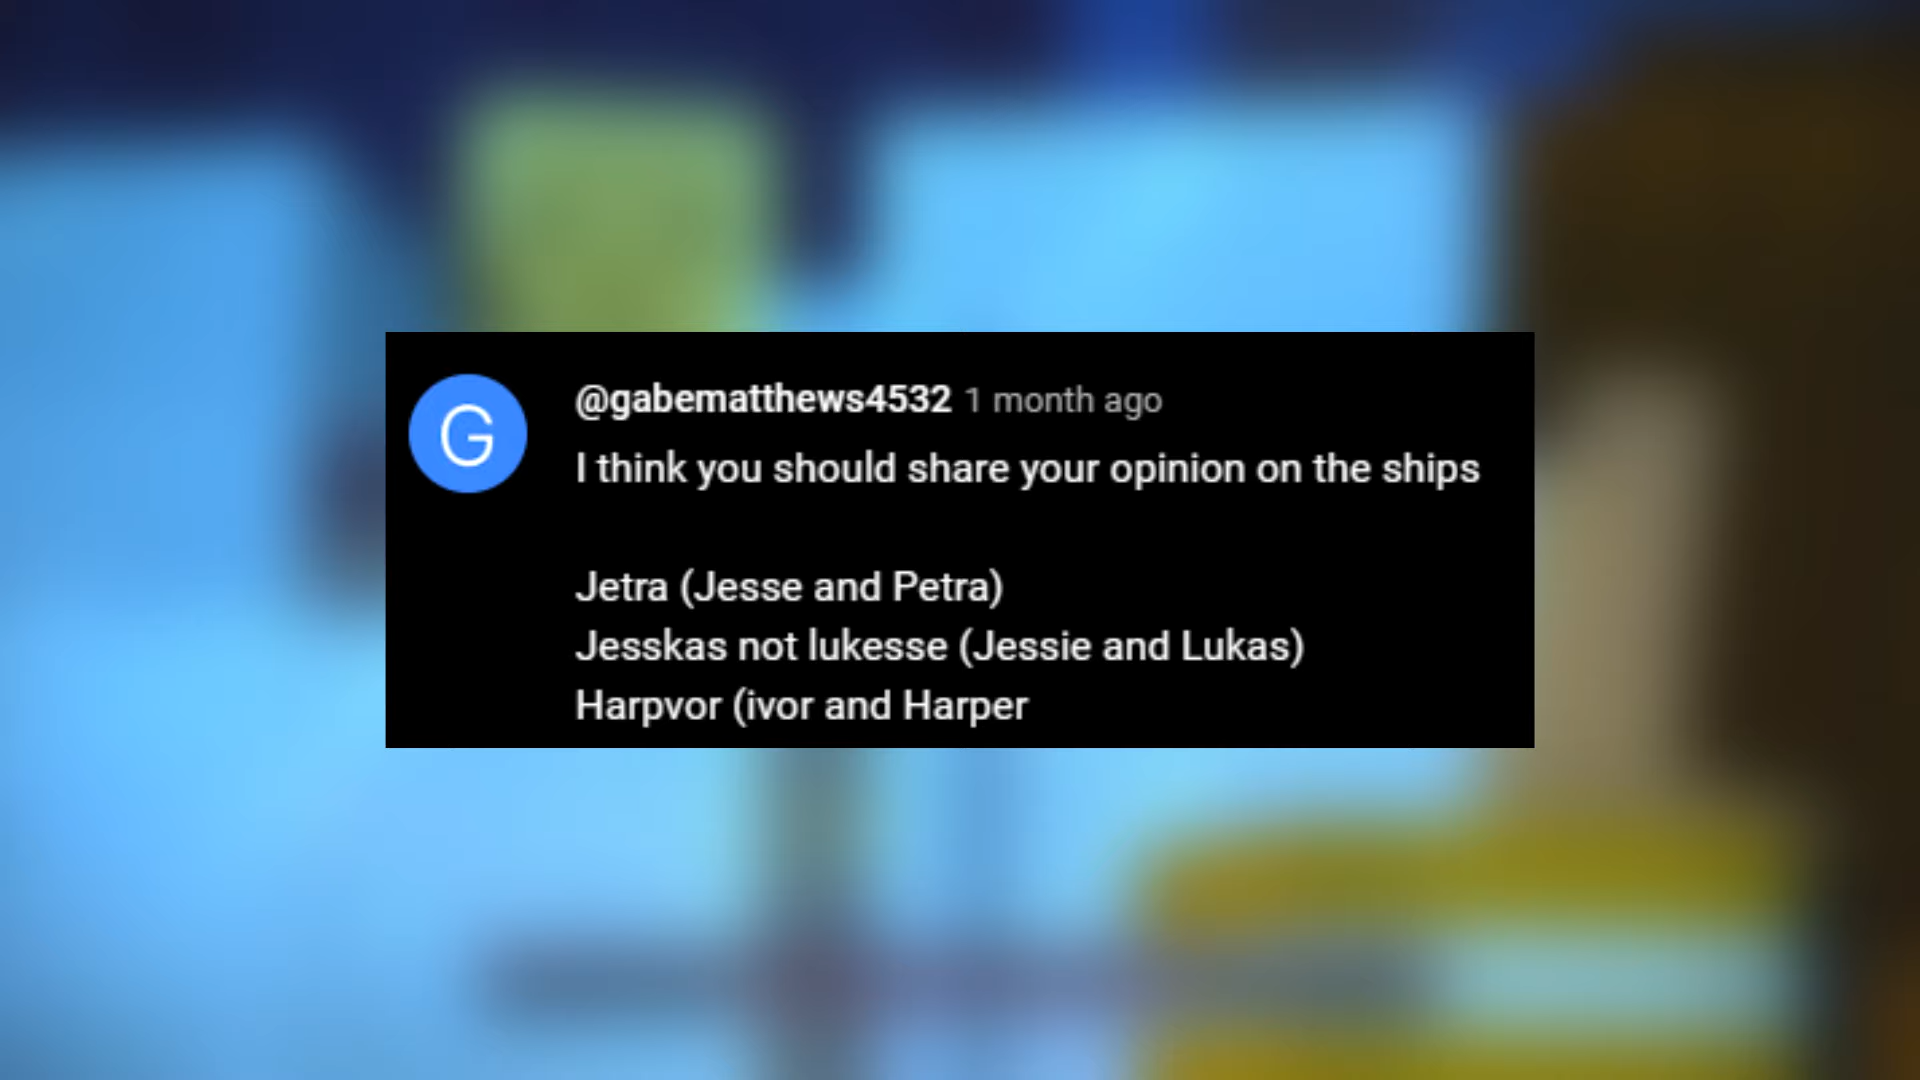 G
@gabematthews4532 1 month ago
I think you should share your opinion on the ships
Jetra (Jesse and Petra)
Jesskas not lukesse (Jessie and Lukas)
Harpvor (ivor and Harper